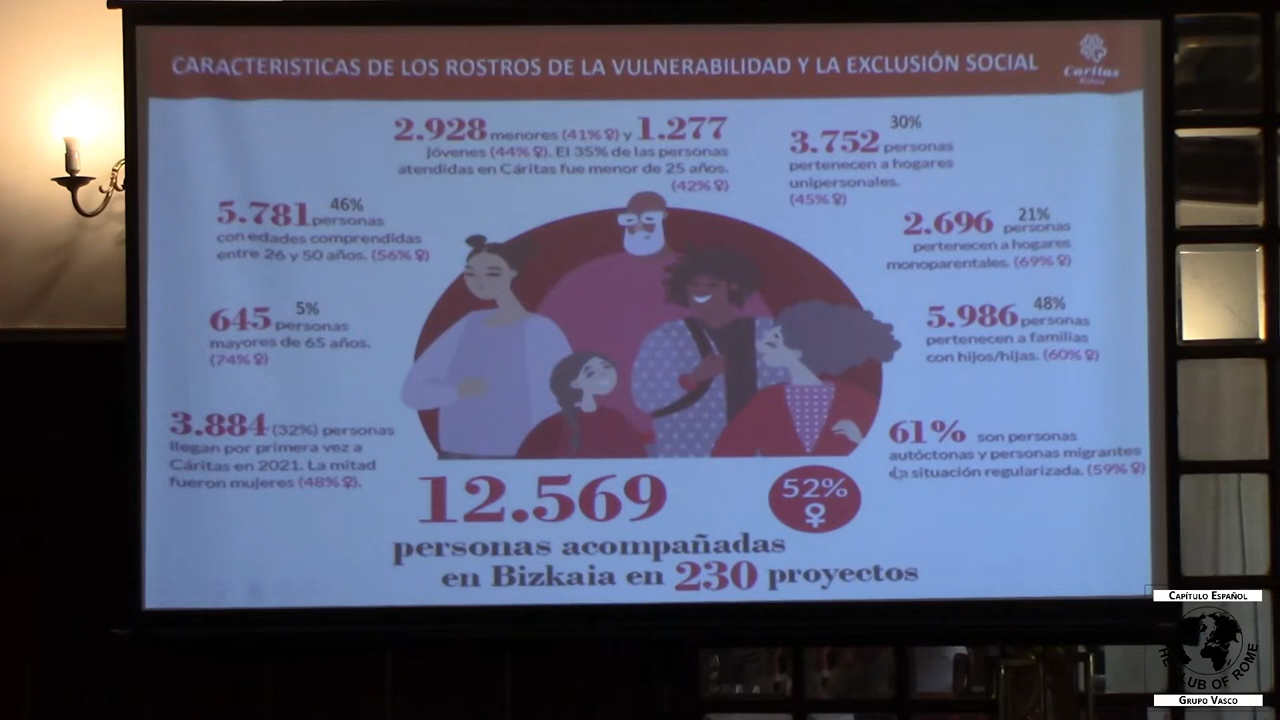 CARACTERISTICAS DE LOS ROSTROS DE LA VULNERABILIDAD Y LA EXCLUSIÓN SOCIAL
Caritas
2.928 menores (41% ♀) y 1.277
jóvenes (44% ♀). El 35% de las personas
atendidas en Cáritas fue menor de 25 años.
(42% ♀)
30%
3.752 personas
pertenecen a hogares
unipersonales.
(45% ♀)
46%
5.781 personas
con edades comprendidas
entre 26 y 50 años. (56% ♀)
21%
2.696 personas
pertenecen a hogares
monoparentales. (69% ♀)
5%
645 personas
mayores de 65 años.
(74% ♀)
48%
5.986 personas
pertenecen a familias
con hijos/hijas. (60% ♀)
3.884 (32%) personas
llegan por primera vez a
Cáritas en 2021. La mitad
fueron mujeres (48% ♀).
61% son personas
autóctonas y personas migrantes
situación regularizada. (59% ♀)
12.569
52%
♀
personas acompañadas
en Bizkaia en 230 proyectos
Capítulo Español
THE CLUB OF ROME
Grupo Vasco